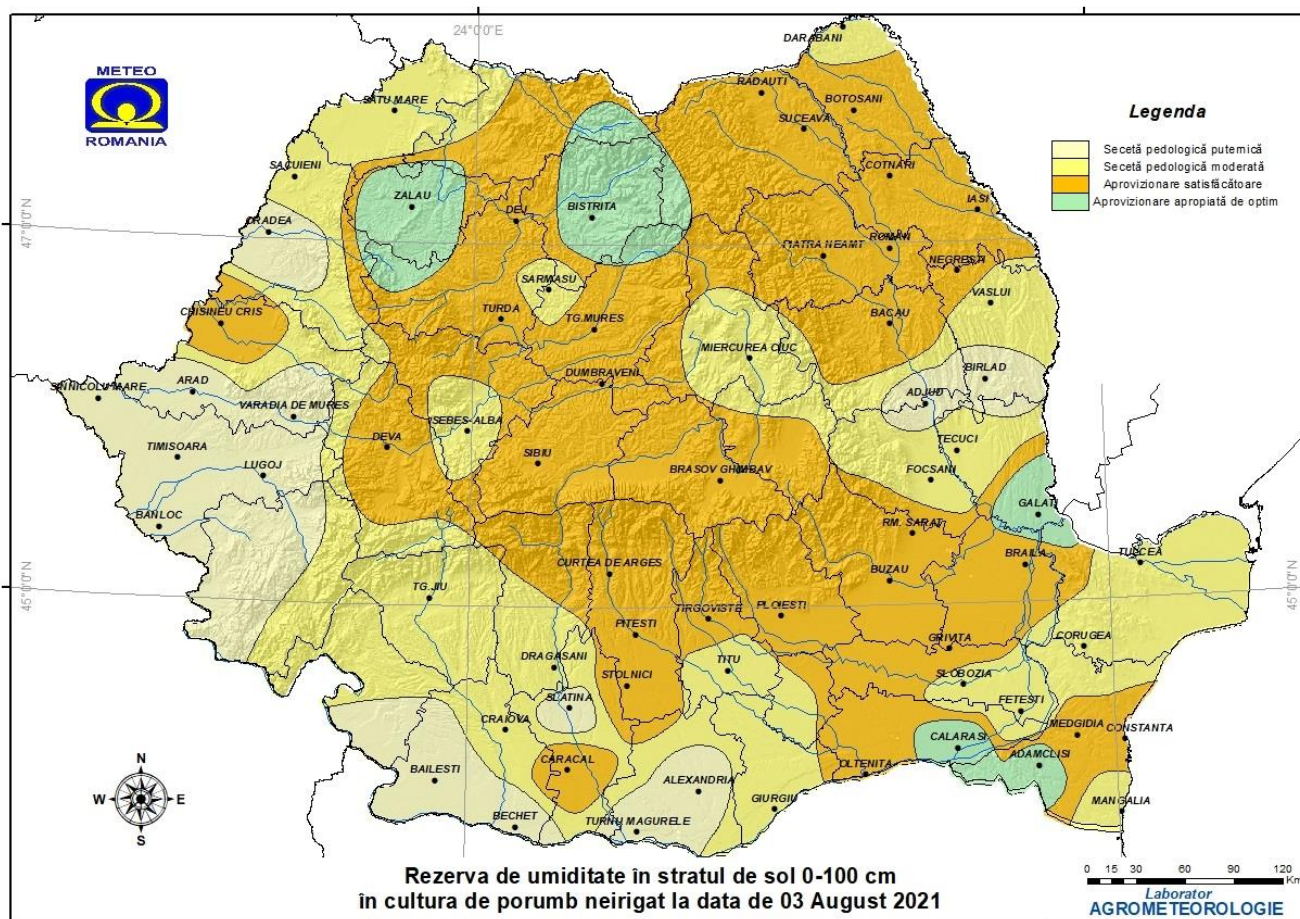 24°0'0"E
DARABANI
METEO
ROMANIA
RADAUTI
SATU MARE
BOTOSANI
SUCEAVA
Legenda
Secetă pedologică puternică
Secetă pedologică moderată
Aprovizionare satisfăcătoare
Aprovizionare apropiată de optim
SACUIENI
COTNARI
ZALAU
IASI
47°0'0"N
ORADEA
DEJ
BISTRITA
PIATRA NEAMT
ROMAN
NEGRESTI
SARMASU
VASLUI
CHISINEU CRIS
TURDA
TG.MURES
BACAU
MIERCUREA CIUC
SINNICOLU MARE
ARAD
DUMBRAVENI
BIRLAD
VARADIA DE MURES
ADJUD
SEBES-ALBA
DEVA
TIMISOARA
TECUCI
LUGOJ
SIBIU
BRASOV GHIMBAV
FOCSANI
GALATI
BANLOC
RM. SARAT
BRAILA
TULCEA
CURTEA DE ARGES
BUZAU
TG.JIU
45°0'0"N
45°0'0"N
TIRGOVISTE
PLOIESTI
PITESTI
GRIVITA
CORUGEA
DRAGASANI
TITU
STOLNICI
SLOBOZIA
SLATINA
FETESTI
CRAIOVA
MEDGIDIA
CONSTANTA
CALARASI
ADAMCLISI
CARACAL
BAILESTI
OLTENITA
ALEXANDRIA
GIURGIU
MANGALIA
BECHET
TURNU MAGURELE
N
W
E
S
Rezerva de umiditate în stratul de sol 0-100 cm
în cultura de porumb neirigat la data de 03 August 2021
0 15 30 60 90 120
Km
Laborator
AGROMETEOROLOGIE